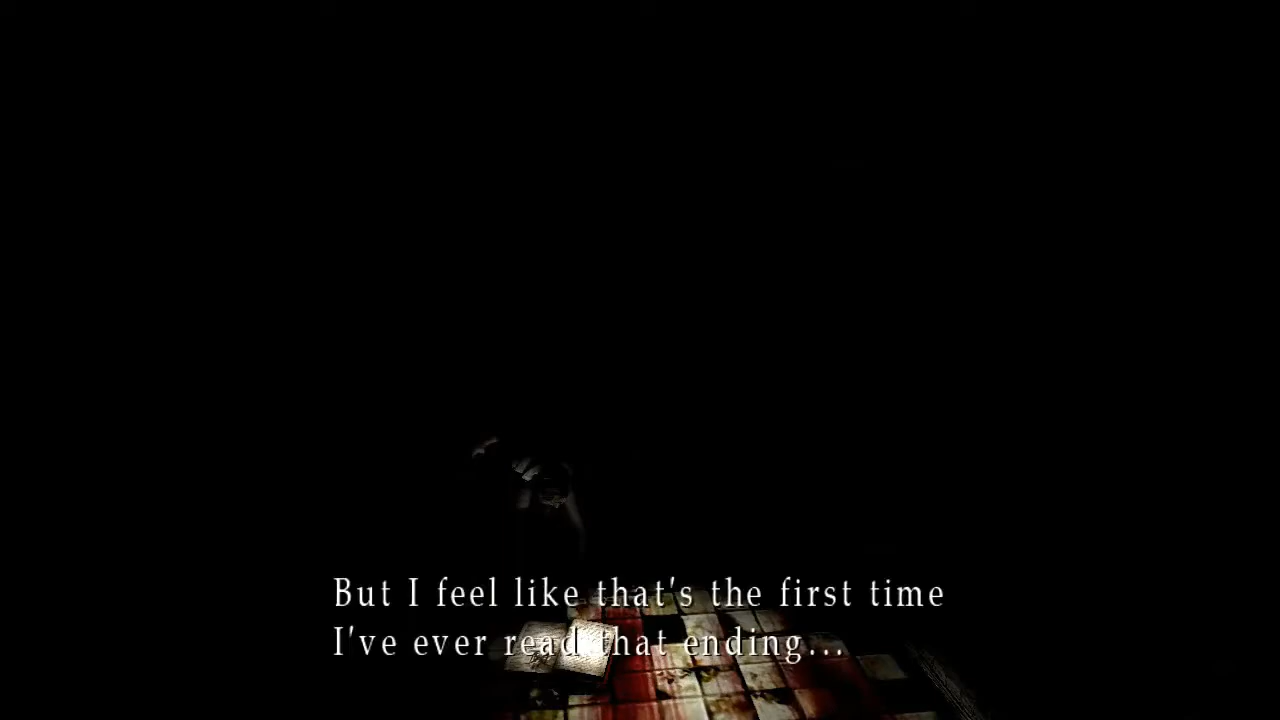 But I feel like that's the first time
I've ever read that ending...